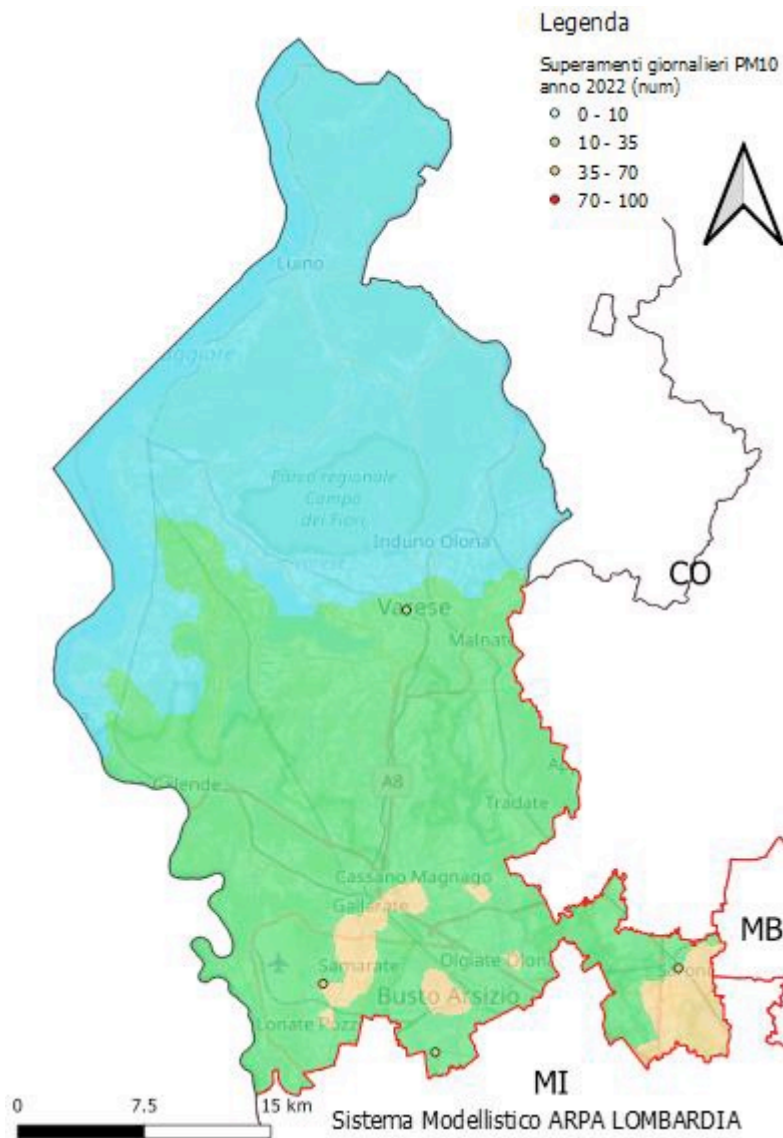 Legenda
Superamenti giornalieri PM10
anno 2022 (num)
0 - 10
10 - 35
35 - 70
70 - 100
Luino
Parco regionale
Campo
dei Fiori
Induno Olona
CO
Varese
Malnate
A8
Tradate
Cassano Magnago
Gallarate
MB
Samarate
Olgiate Olona
Busto Arsizio
Lonate Pozz
MI
0 7.5 15 km
Sistema Modellistico ARPA LOMBARDIA